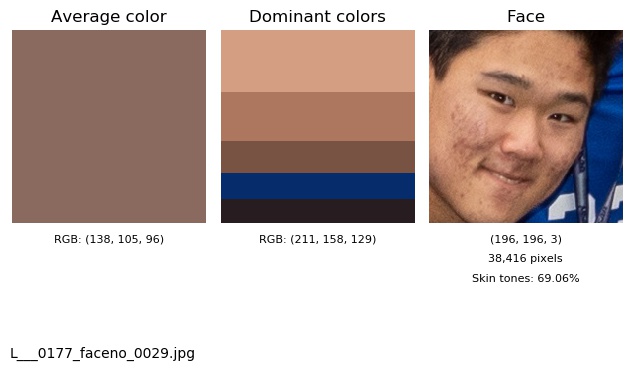 Average color
Dominant colors
Face
RGB: (138, 105, 96)
RGB: (211, 158, 129)
(196, 196, 3)
38,416 pixels
Skin tones: 69.06%
L___0177_faceno_0029.jpg